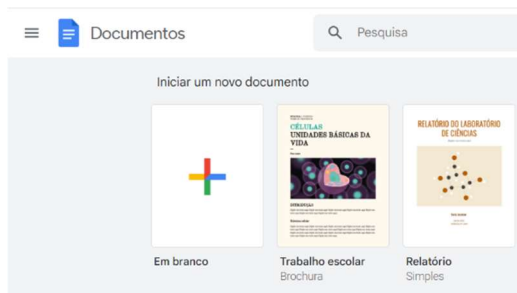 Documentos
Pesquisa
Iniciar um novo documento
CÉLULAS
UNIDADES BÁSICAS DA
VIDA
RELATÓRIO DO LABORATÓRIO
DE CIÊNCIAS
Em branco
Trabalho escolar
Brochura
Relatório
Simples